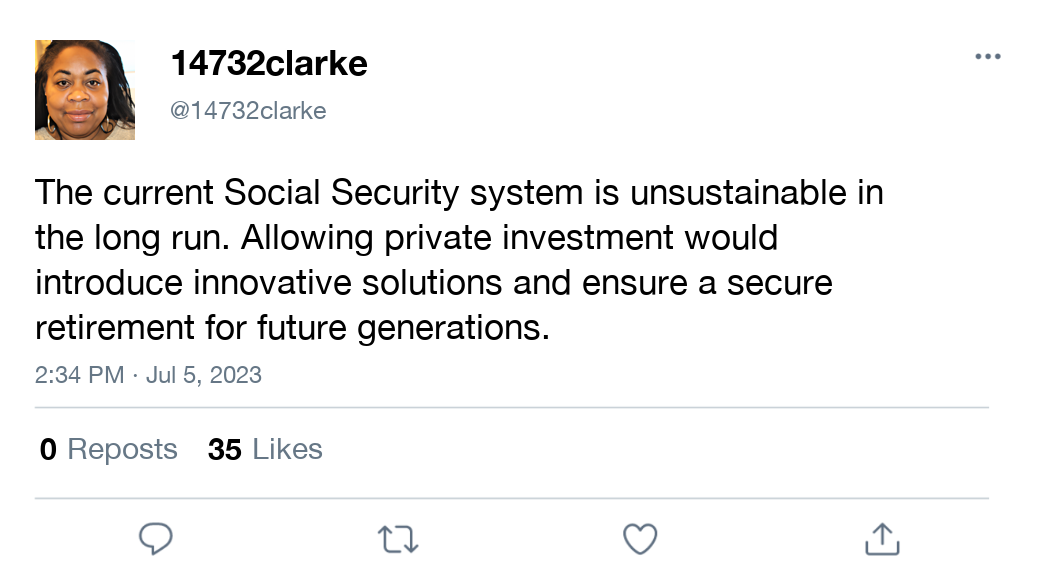 14732clarke
@14732clarke
The current Social Security system is unsustainable in
the long run. Allowing private investment would
introduce innovative solutions and ensure a secure
retirement for future generations.
2:34 PM · Jul 5, 2023
0 Reposts 35 Likes